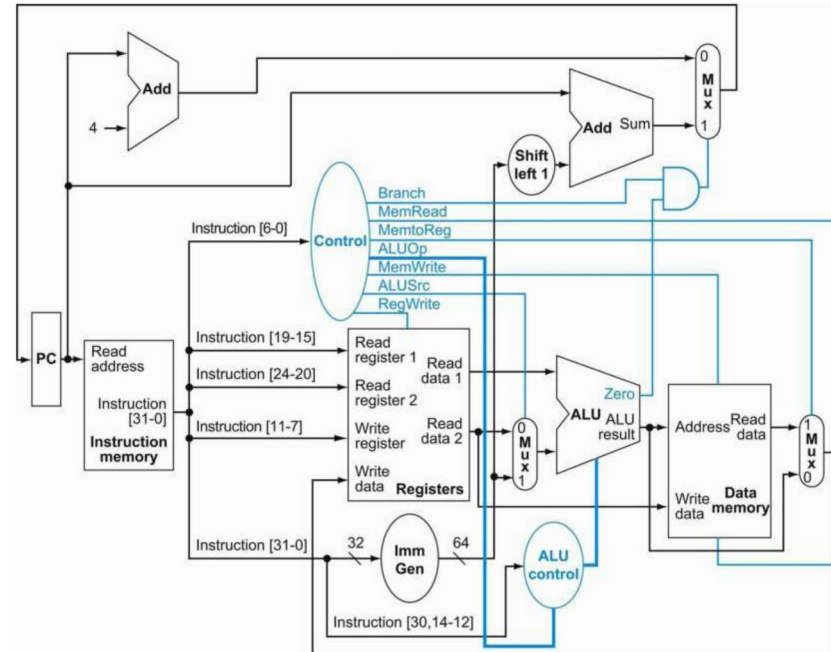 Add
4
Add Sum
0
Mux
1
Shift
left 1
Branch
MemRead
MemtoReg
ALUOp
MemWrite
ALUSrc
RegWrite
Control
Instruction [6-0]
PC
Read
address
Instruction
[31-0]
Instruction
memory
Instruction [19-15]
Instruction [24-20]
Instruction [11-7]
Instruction [31-0]
Read
register 1
Read
register 2
Write
register
Write
data
Read
data 1
Read
data 2
Registers
0
Mux
1
Zero
ALU
ALU
result
Address
Read
data
Write
data
Data
memory
1
Mux
0
32
Imm
Gen
64
ALU
control
Instruction [30,14-12]